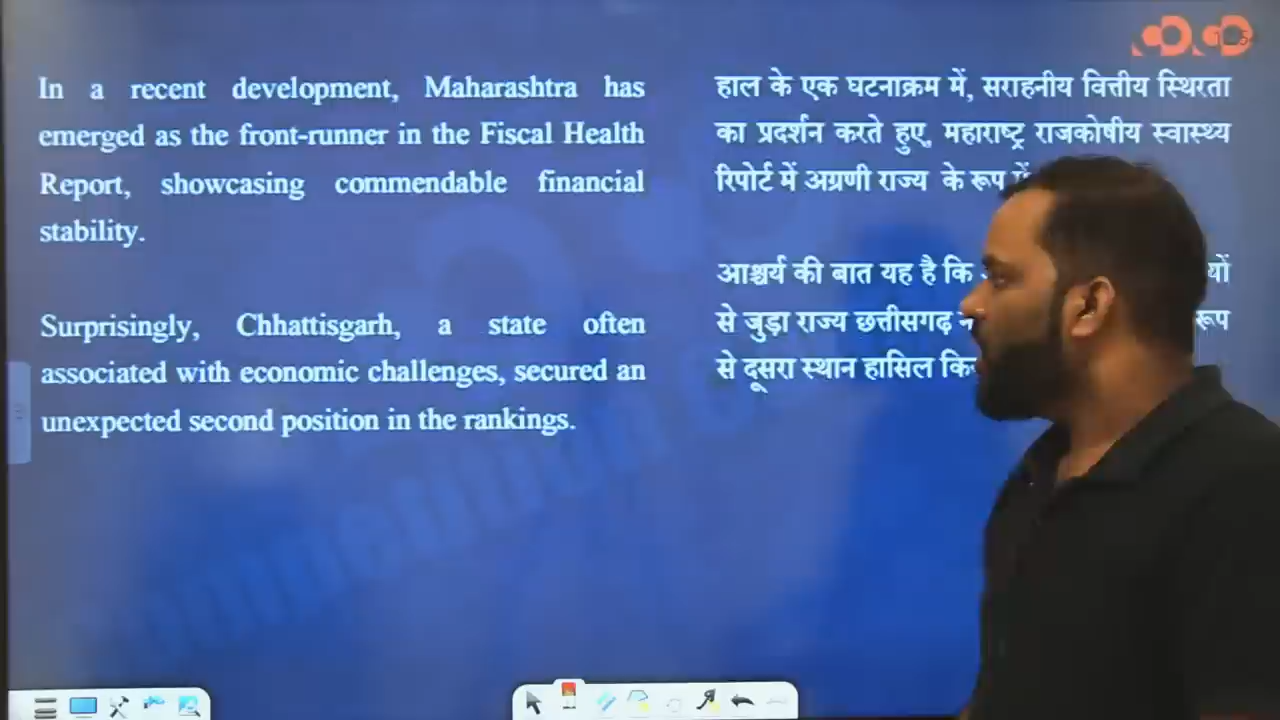 In a recent development, Maharashtra has
emerged as the front-runner in the Fiscal Health
Report, showcasing commendable financial
stability.
Surprisingly, Chhattisgarh, a state often
associated with economic challenges, secured an
unexpected second position in the rankings.
हाल के एक घटनाक्रम में, सराहनीय वित्तीय स्थिरता
का प्रदर्शन करते हुए, महाराष्ट्र राजकोषीय स्वास्थ्य
रिपोर्ट में अग्रणी राज्य के रूप में
आश्चर्य की बात यह है कि
से जुड़ा राज्य छत्तीसगढ़ रूप
से दूसरा स्थान हासिल